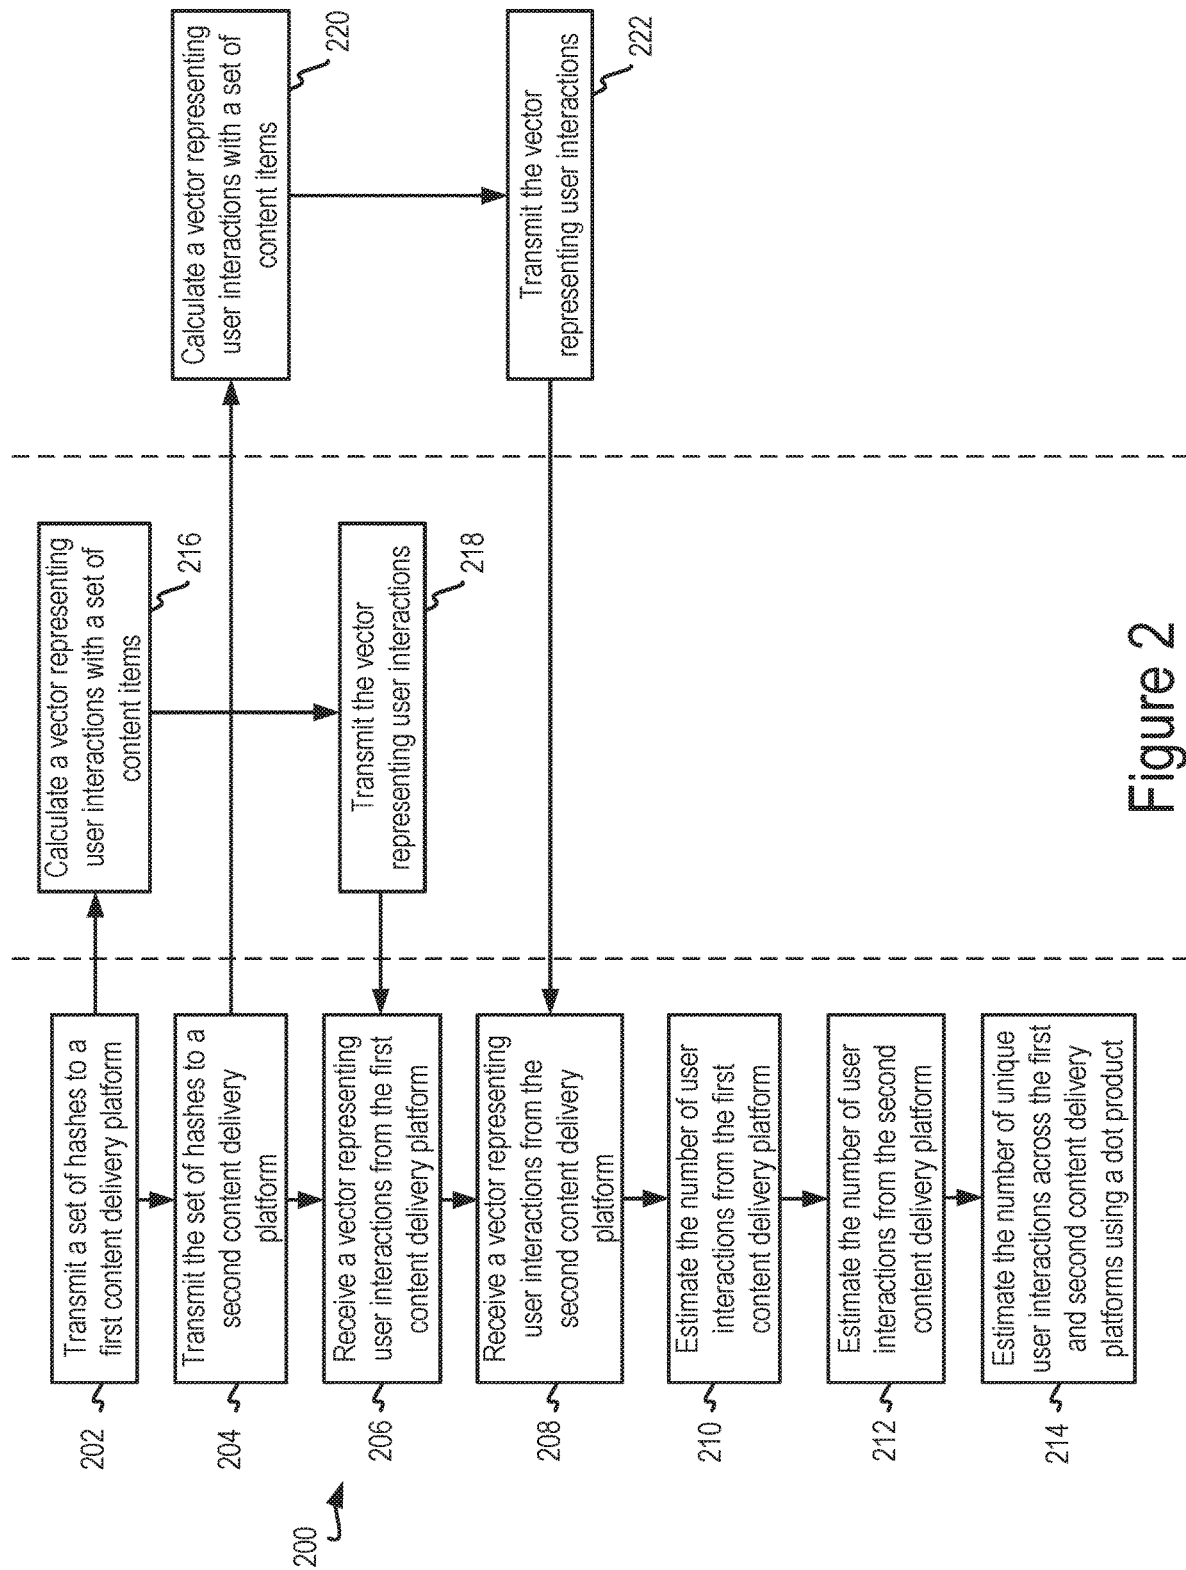 200
202
Transmit a set of hashes to a
first content delivery platform
204
Transmit the set of hashes to a
second content delivery
platform
206
Receive a vector representing
user interactions from the first
content delivery platform
208
Receive a vector representing
user interactions from the
second content delivery
platform
210
Estimate the number of user
interactions from the first
content delivery platform
212
Estimate the number of user
interactions from the second
content delivery platform
214
Estimate the number of unique
user interactions across the first
and second content delivery
platforms using a dot product
Calculate a vector representing
user interactions with a set of
content items
216
Transmit the vector
representing user interactions
218
Calculate a vector representing
user interactions with a set of
content items
220
Transmit the vector
representing user interactions
222
Figure 2